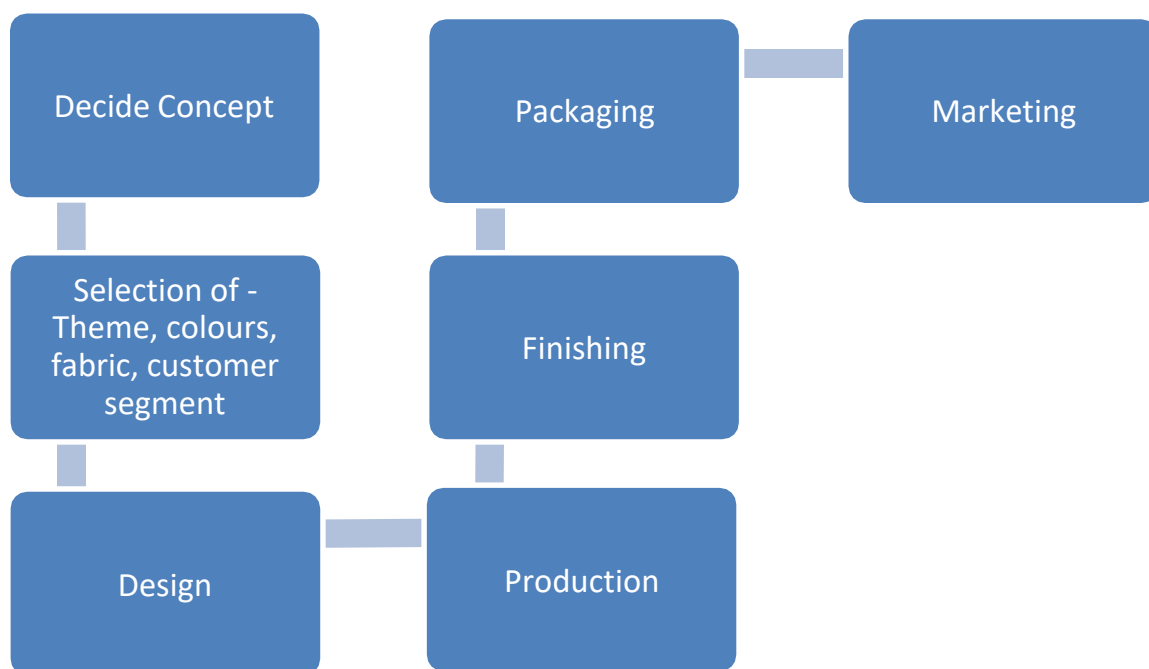 Decide Concept
Selection of -
Theme, colours,
fabric, customer
segment
Design
Production
Finishing
Packaging
Marketing